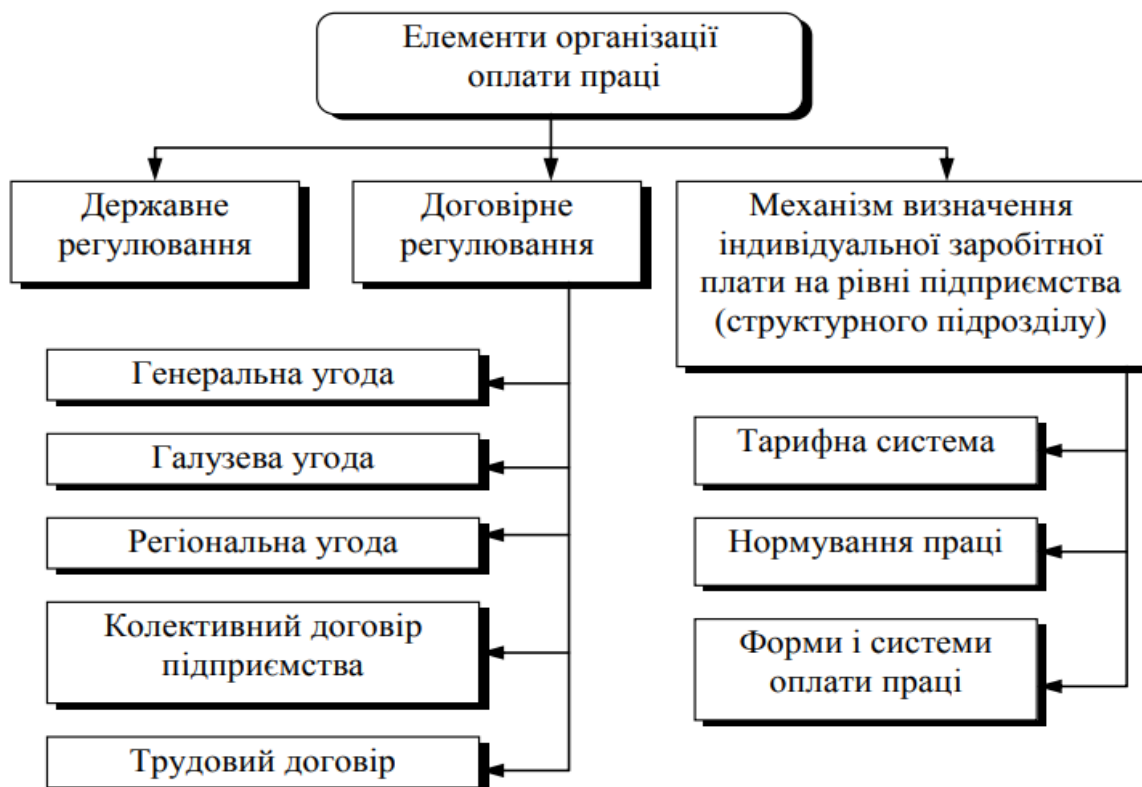 Елементи організації
оплати праці
Державне
регулювання
Договірне
регулювання
Механізм визначення
індивідуальної заробітної
плати на рівні підприємства
(структурного підрозділу)
Генеральна угода
Галузева угода
Регіональна угода
Колективний договір
підприємства
Трудовий договір
Тарифна система
Нормування праці
Форми і системи
оплати праці